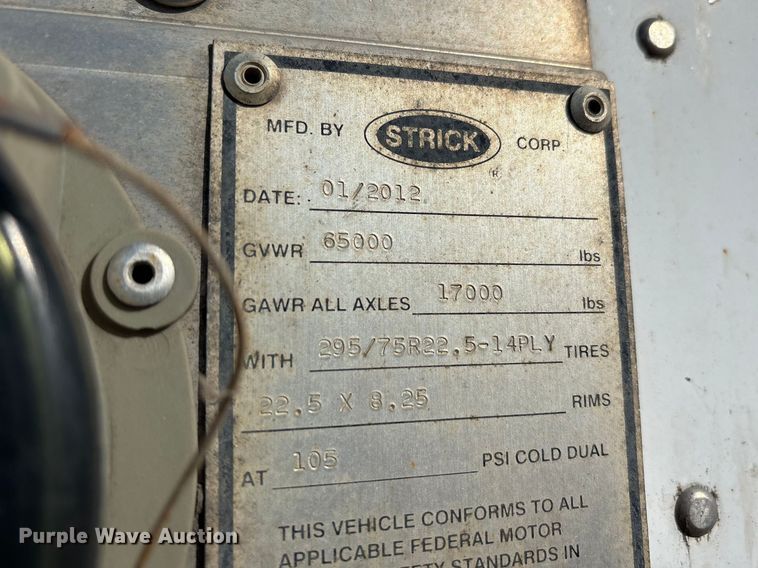 MFD. BY STRICK CORP.
R
DATE: 01/2012
GVWR 65000 lbs
GAWR ALL AXLES 17000 lbs
WITH 295/75R22.5-14PLY TIRES
22.5 X 8.25 RIMS
AT 105 PSI COLD DUAL
THIS VEHICLE CONFORMS TO ALL
APPLICABLE FEDERAL MOTOR
STANDARDS IN
Purple Wave Auction